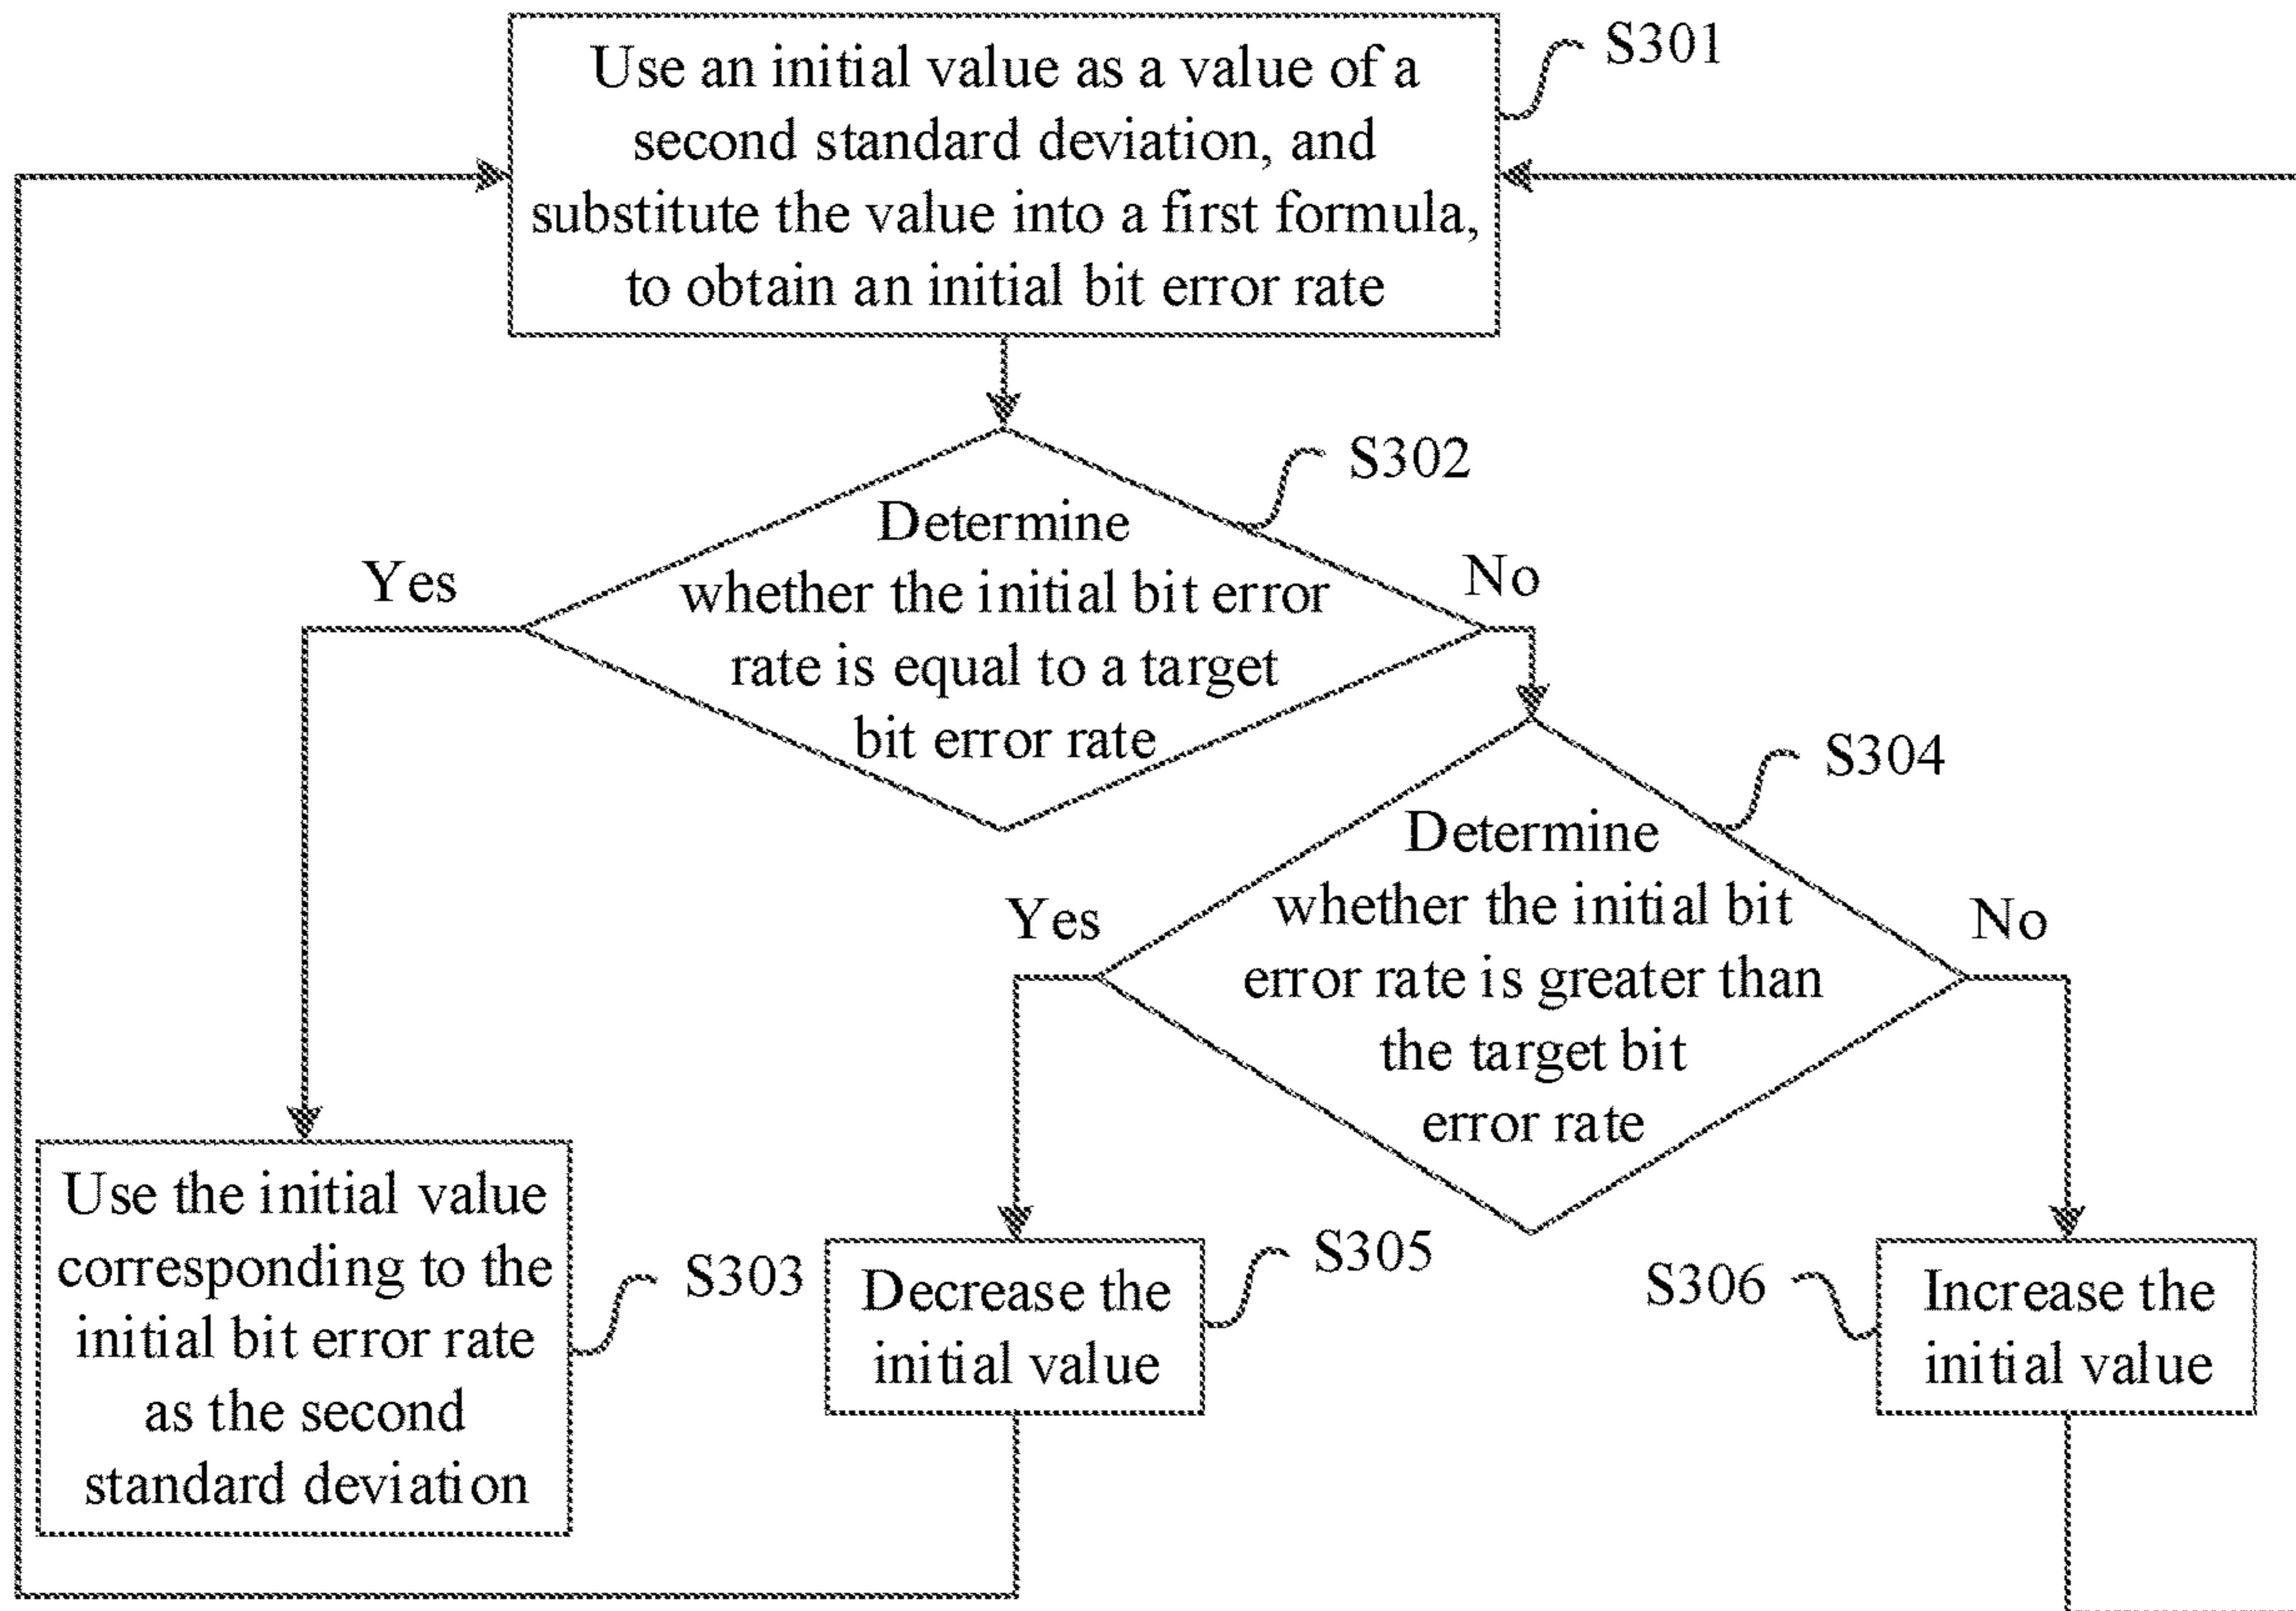 Use an initial value as a value of a
second standard deviation, and
substitute the value into a first formula,
to obtain an initial bit error rate
S301
S302
Determine
whether the initial bit error
rate is equal to a target
bit error rate
Yes
No
S304
Determine
whether the initial bit
error rate is greater than
the target bit
error rate
Yes
No
Use the initial value
corresponding to the
initial bit error rate
as the second
standard deviation
S303
Decrease the
initial value
S305
S306
Increase the
initial value